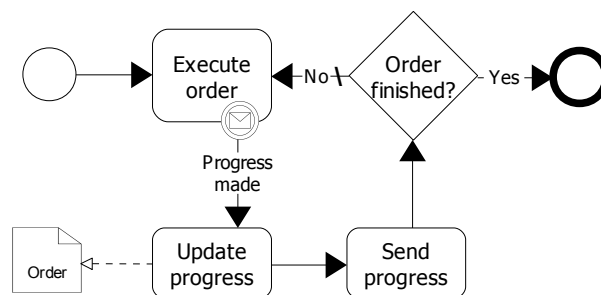 Execute
order
No
Order
finished?
Yes
Progress
made
Order
Update
progress
Send
progress